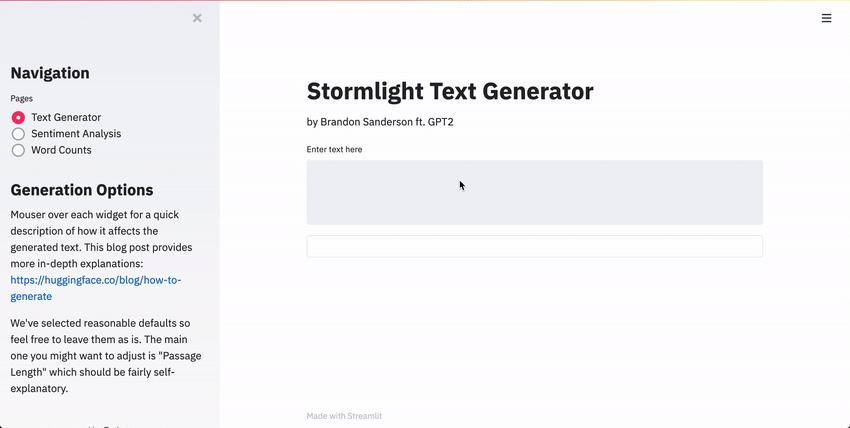 Navigation
Pages
Text Generator
Sentiment Analysis
Word Counts
Generation Options
Mouser over each widget for a quick
description of how it affects the
generated text. This blog post provides
more in-depth explanations:
https://huggingface.co/blog/how-to-
generate
We've selected reasonable defaults so
feel free to leave them as is. The main
one you might want to adjust is "Passage
Length" which should be fairly self-
explanatory.
Stormlight Text Generator
by Brandon Sanderson ft. GPT2
Enter text here
Made with Streamlit